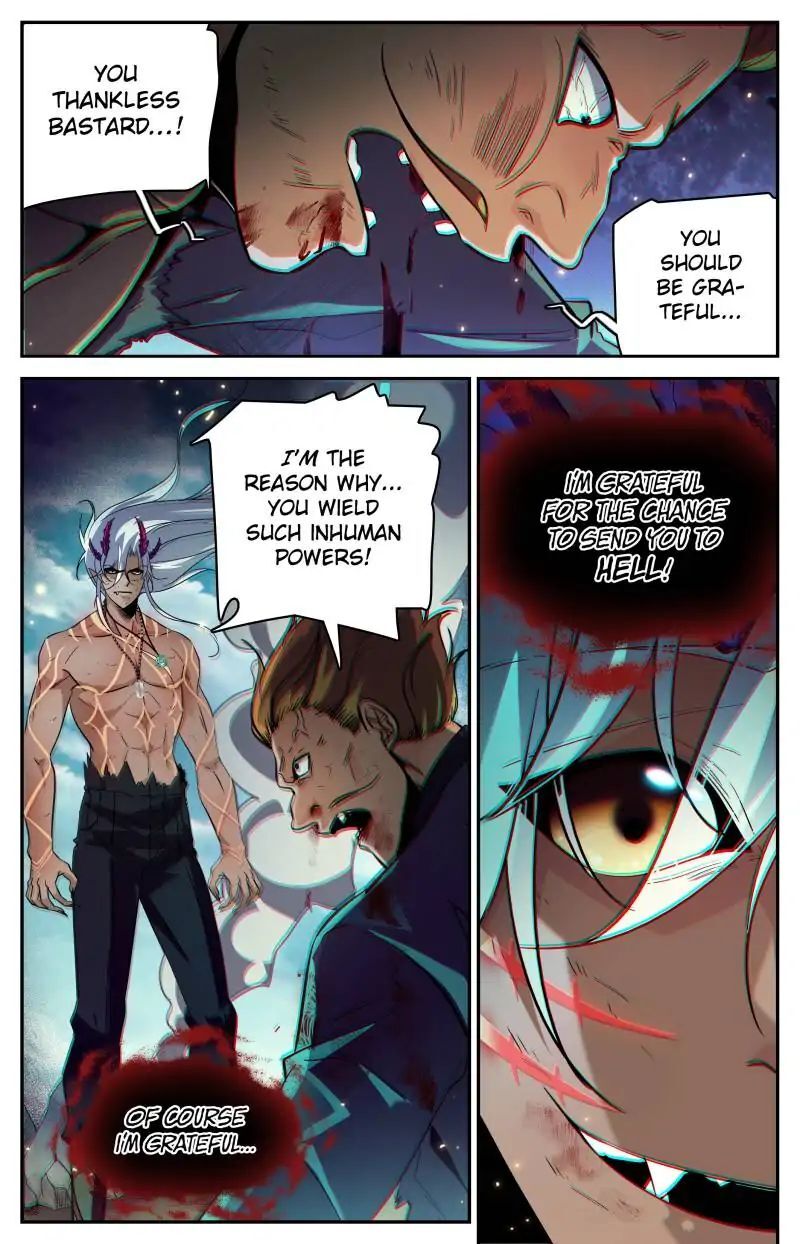 YOU
THANKLESS
BASTARD...!
YOU
SHOULD
BE GRA-
TEFUL...
I'M THE
REASON WHY...
YOU WIELD
SUCH INHUMAN
POWERS!
OF COURSE
I'M GRATEFUL...
I'M GRATEFUL
FOR THE CHANCE
TO SEND YOU TO
HELL!